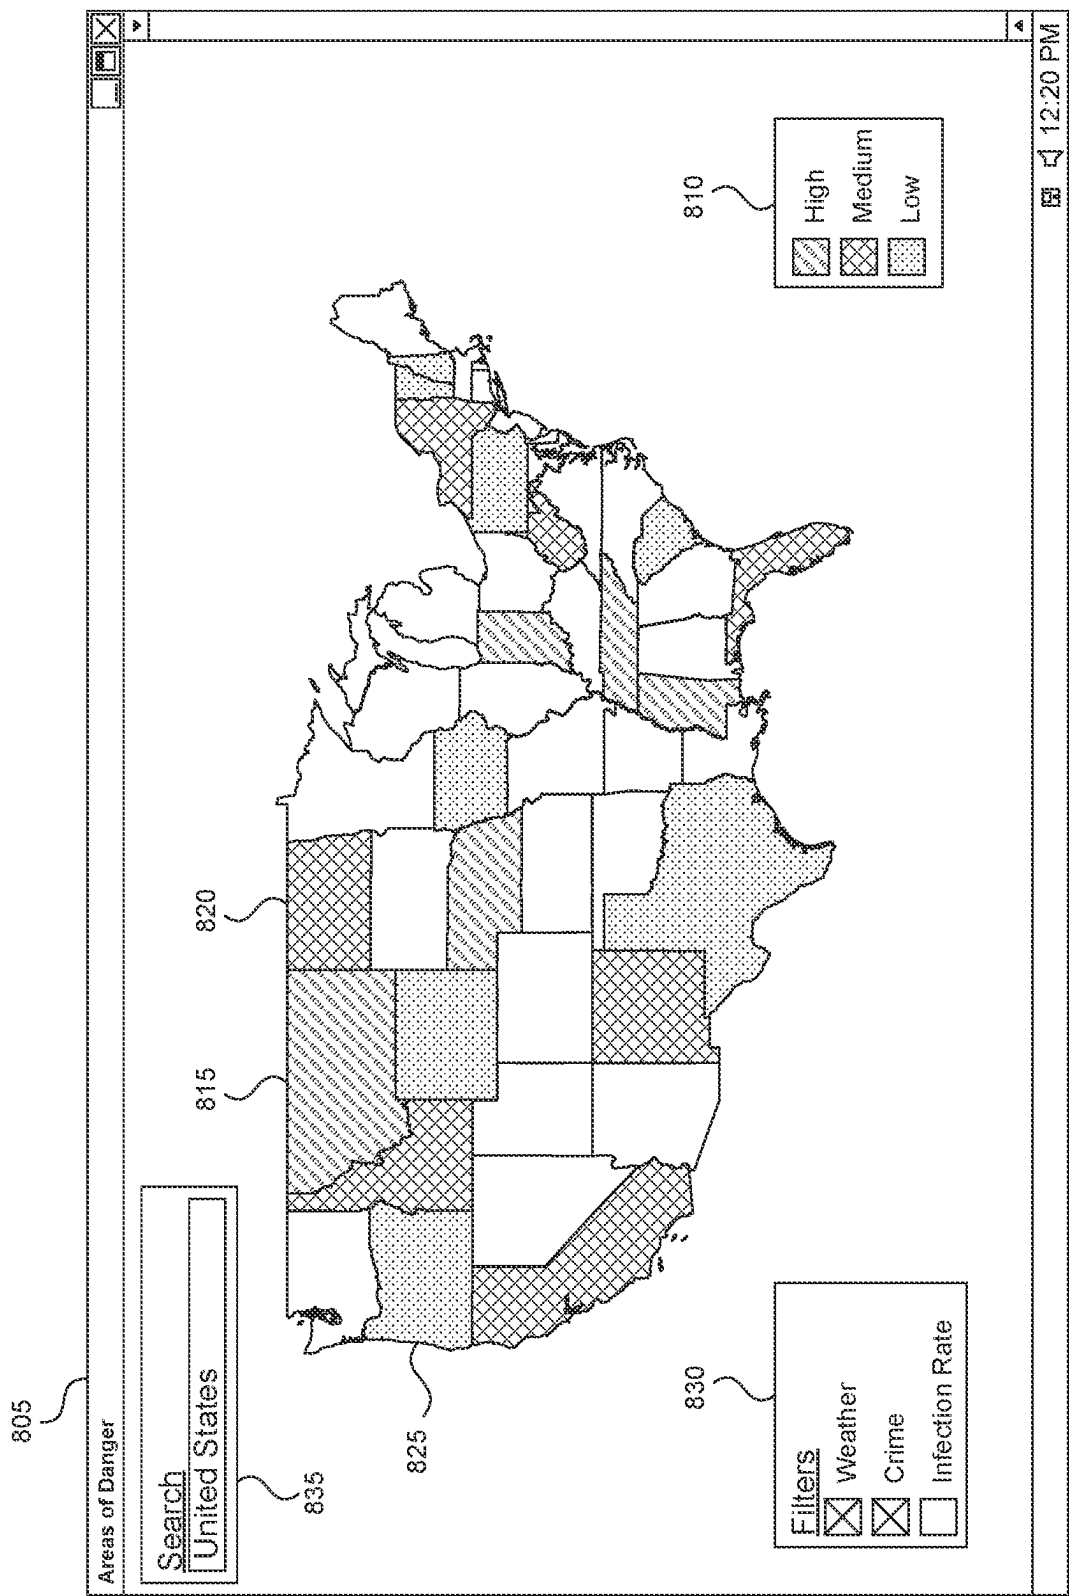 805
Areas of Danger
Search
United States
835
815
820
825
830
Filters
Weather
Crime
Infection Rate
810
High
Medium
Low
12:20 PM